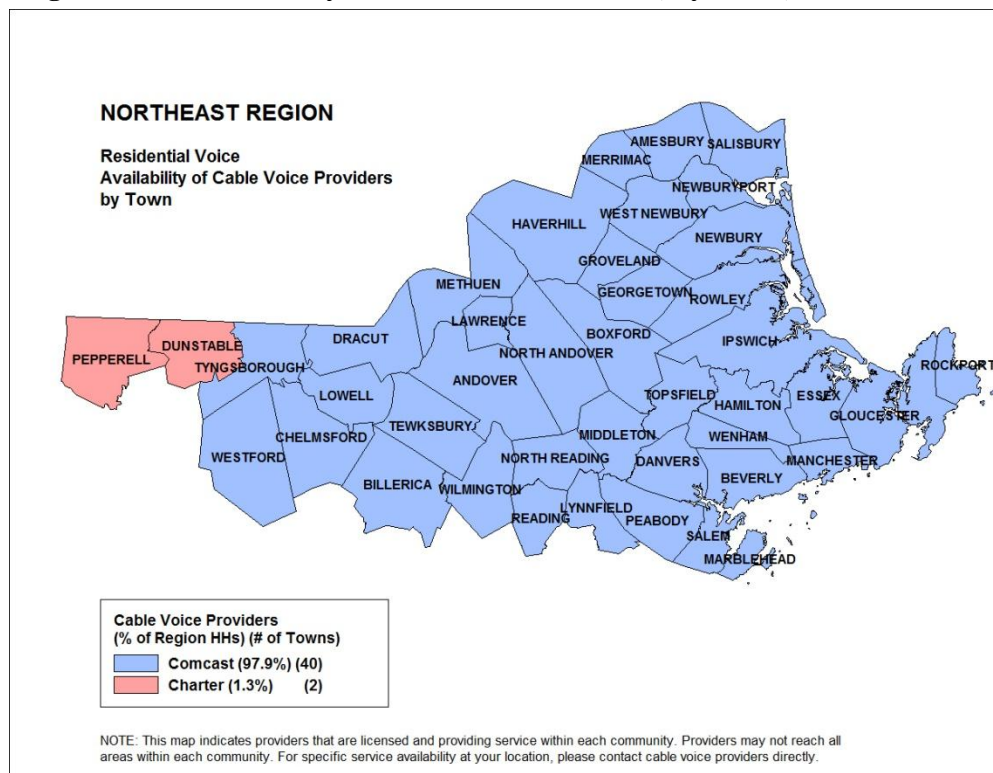 NORTHEAST REGION
Residential Voice
Availability of Cable Voice Providers
by Town
AMESBURY
SALISBURY
MERRIMAC
NEWBURYPORT
WEST NEWBURY
HAVERHILL
NEWBURY
GROVELAND
METHUEN
GEORGETOWN
ROWLEY
LAWRENCE
BOXFORD
IPSWICH
DRACUT
DUNSTABLE
PEPPERELL
TYNGSBOROUGH
NORTH ANDOVER
ROCKPORT
ANDOVER
LOWELL
TOPSFIELD
HAMILTON
ESSEX
GLOUCESTER
TEWKSBURY
CHELMSFORD
MIDDLETON
WENHAM
WESTFORD
NORTH READING
DANVERS
MANCHESTER
BILLERICA
WILMINGTON
BEVERLY
READING
LYNNFIELD
PEABODY
SALEM
MARBLEHEAD
Cable Voice Providers
(% of Region HHs) (# of Towns)
Comcast (97.9%) (40)
Charter (1.3%) (2)
NOTE: This map indicates providers that are licensed and providing service within each community. Providers may not reach all
areas within each community. For specific service availability at your location, please contact cable voice providers directly.